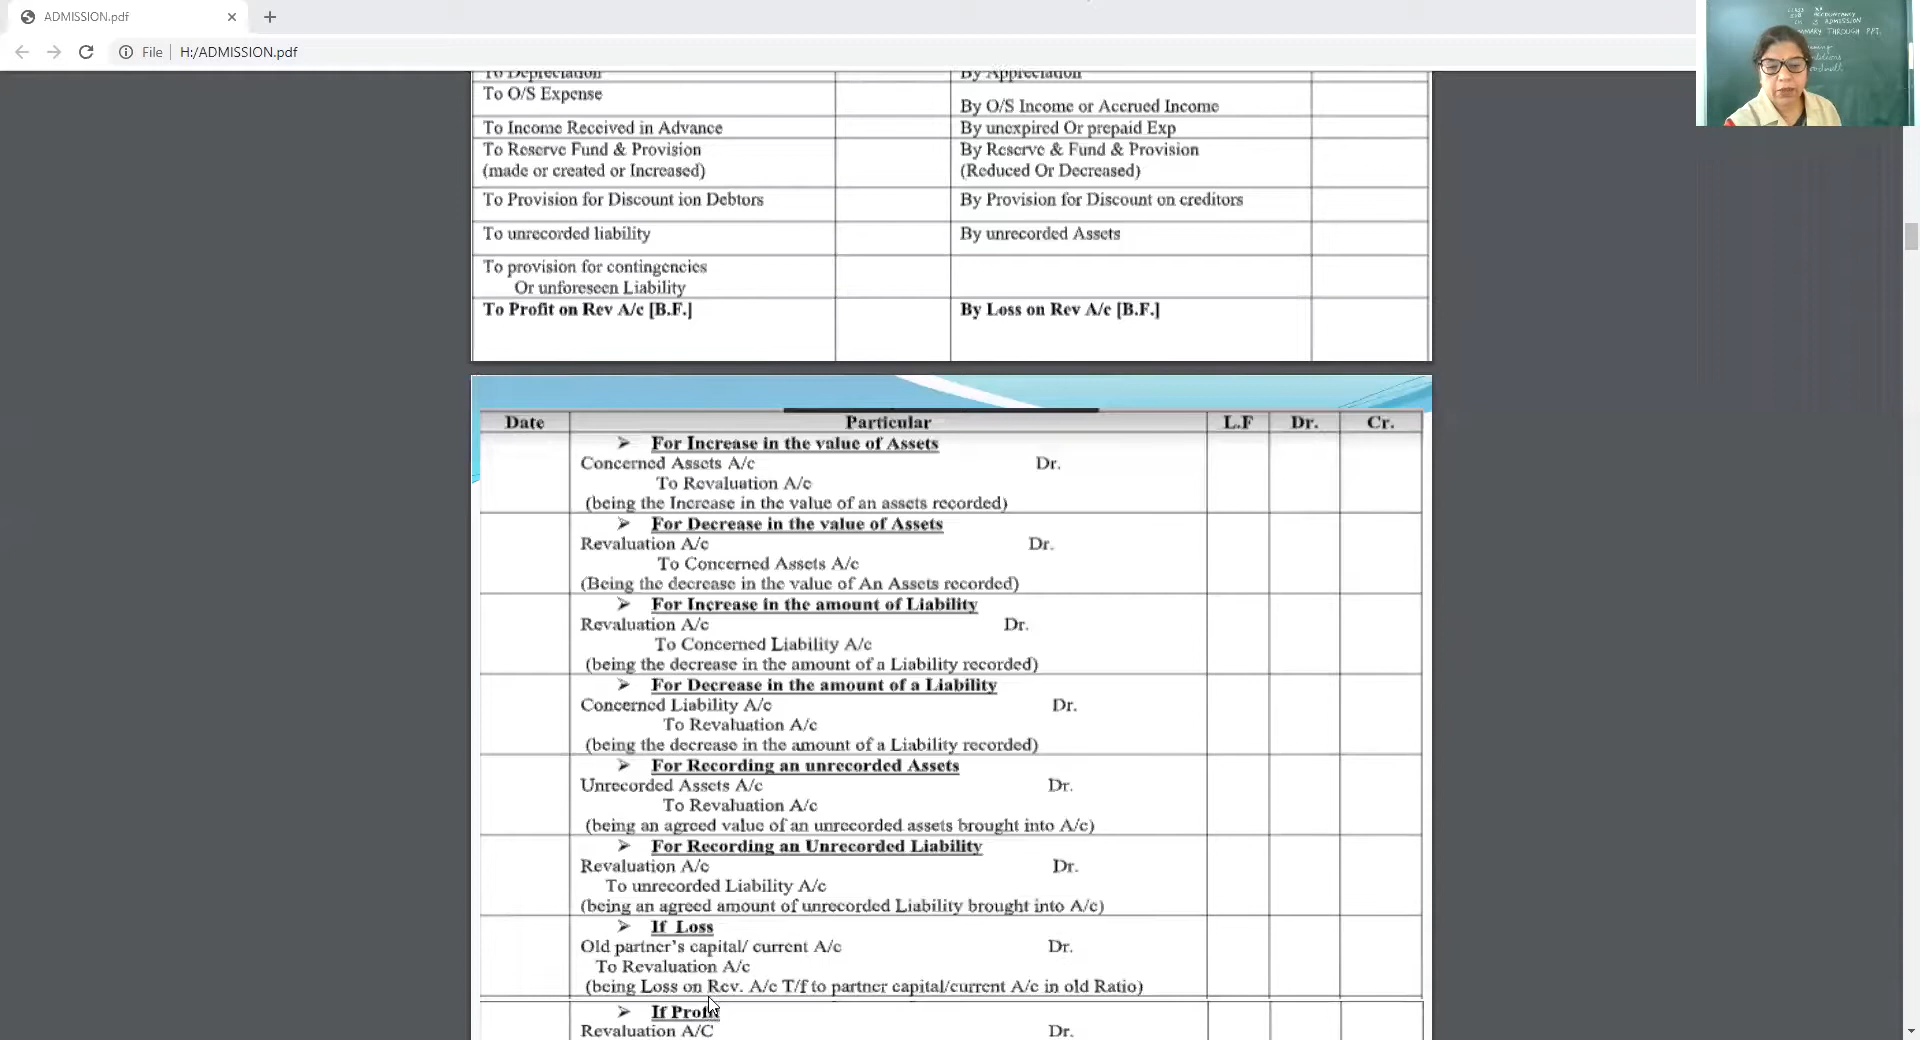 ADMISSION.pdf
File H:/ADMISSION.pdf
ACCOUNTANCY
ADMISSION
THROUGH PPT.
To Depreciation By Appreciation
To O/S Expense
By O/S Income or Accrued Income
To Income Received in Advance By unexpired Or prepaid Exp
To Reserve Fund & Provision By Reserve & Fund & Provision
(made or created or Increased) (Reduced Or Decreased)
To Provision for Discount ion Debtors By Provision for Discount on creditors
To unrecorded liability By unrecorded Assets
To provision for contingencies
Or unforeseen Liability
To Profit on Rev A/c [B.F.] By Loss on Rev A/c [B.F.]
Date Particular L.F Dr. Cr.
➢ For Increase in the value of Assets
Concerned Assets A/c Dr.
To Revaluation A/c
(being the Increase in the value of an assets recorded)
➢ For Decrease in the value of Assets
Revaluation A/c Dr.
To Concerned Assets A/c
(Being the decrease in the value of An Assets recorded)
➢ For Increase in the amount of Liability
Revaluation A/c Dr.
To Concerned Liability A/c
(being the decrease in the amount of a Liability recorded)
➢ For Decrease in the amount of a Liability
Concerned Liability A/c Dr.
To Revaluation A/c
(being the decrease in the amount of a Liability recorded)
➢ For Recording an unrecorded Assets
Unrecorded Assets A/c Dr.
To Revaluation A/c
(being an agreed value of an unrecorded assets brought into A/c)
➢ For Recording an Unrecorded Liability
Revaluation A/c Dr.
To unrecorded Liability A/c
(being an agreed amount of unrecorded Liability brought into A/c)
➢ If Loss
Old partner's capital/ current A/c Dr.
To Revaluation A/c
(being Loss on Rev. A/c T/f to partner capital/current A/c in old Ratio)
➢ If Profit
Revaluation A/C Dr.